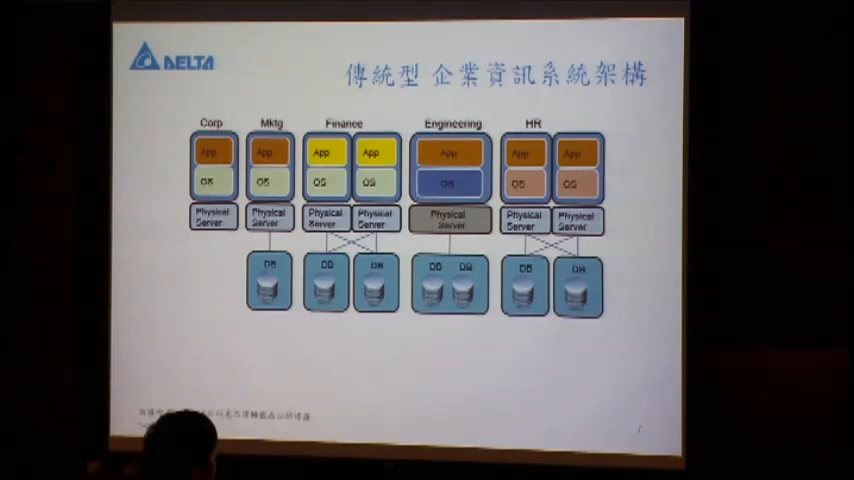 DELTA
傳統型 企業資訊系統架構
Corp Mktg Finance Engineering HR
App App App App App App App
OS OS OS OS OS OS OS
Physical Physical Physical Physical Physical Physical Physical
Server Server Server Server Server Server Server
DB DB DB DB DB DB DB
7